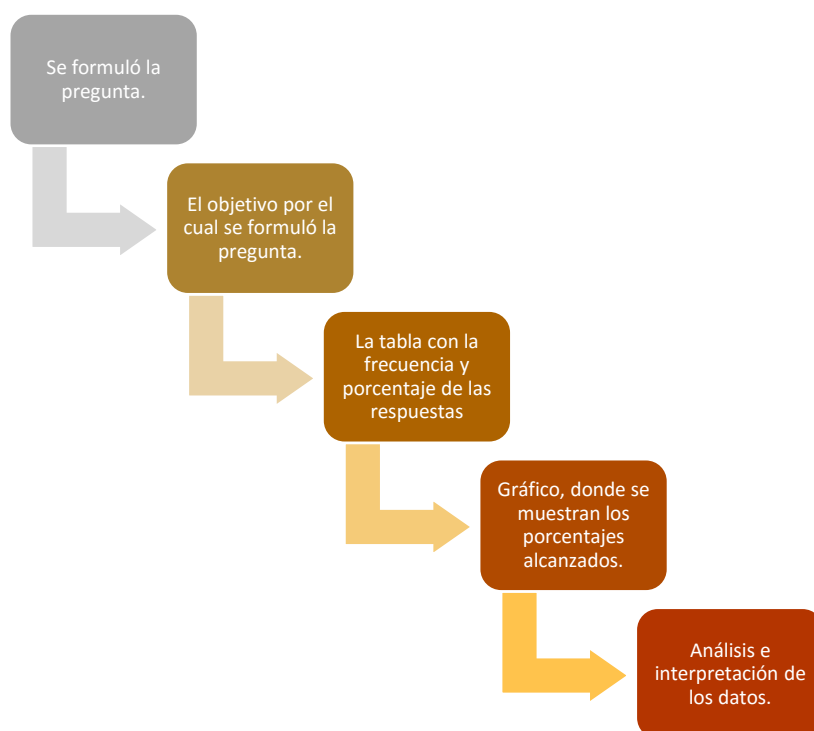 Se formuló la
pregunta.
El objetivo por el
cual se formuló la
pregunta.
La tabla con la
frecuencia y
porcentaje de las
respuestas
Gráfico, donde se
muestran los
porcentajes
alcanzados.
Análisis e
interpretación de
los datos.